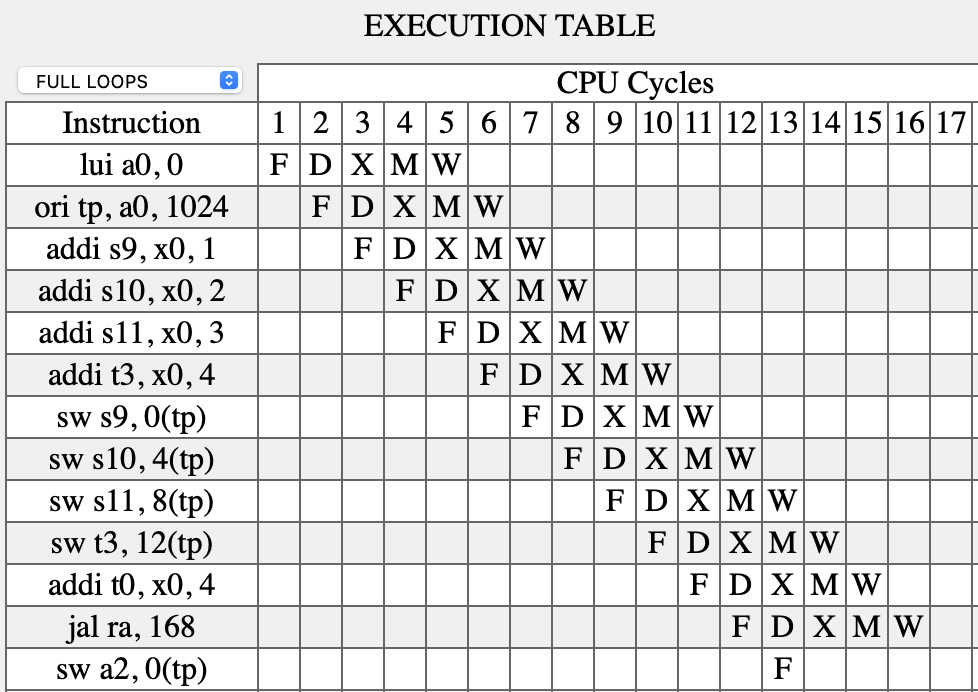 EXECUTION TABLE
FULL LOOPS CPU Cycles
Instruction 1 2 3 4 5 6 7 8 9 10 11 12 13 14 15 16 17
lui a0, 0 F D X M W
ori tp, a0, 1024 F D X M W
addi s9, x0, 1 F D X M W
addi s10, x0, 2 F D X M W
addi s11, x0, 3 F D X M W
addi t3, x0, 4 F D X M W
sw s9, 0(tp) F D X M W
sw s10, 4(tp) F D X M W
sw s11, 8(tp) F D X M W
sw t3, 12(tp) F D X M W
addi t0, x0, 4 F D X M W
jal ra, 168 F D X M W
sw a2, 0(tp) F